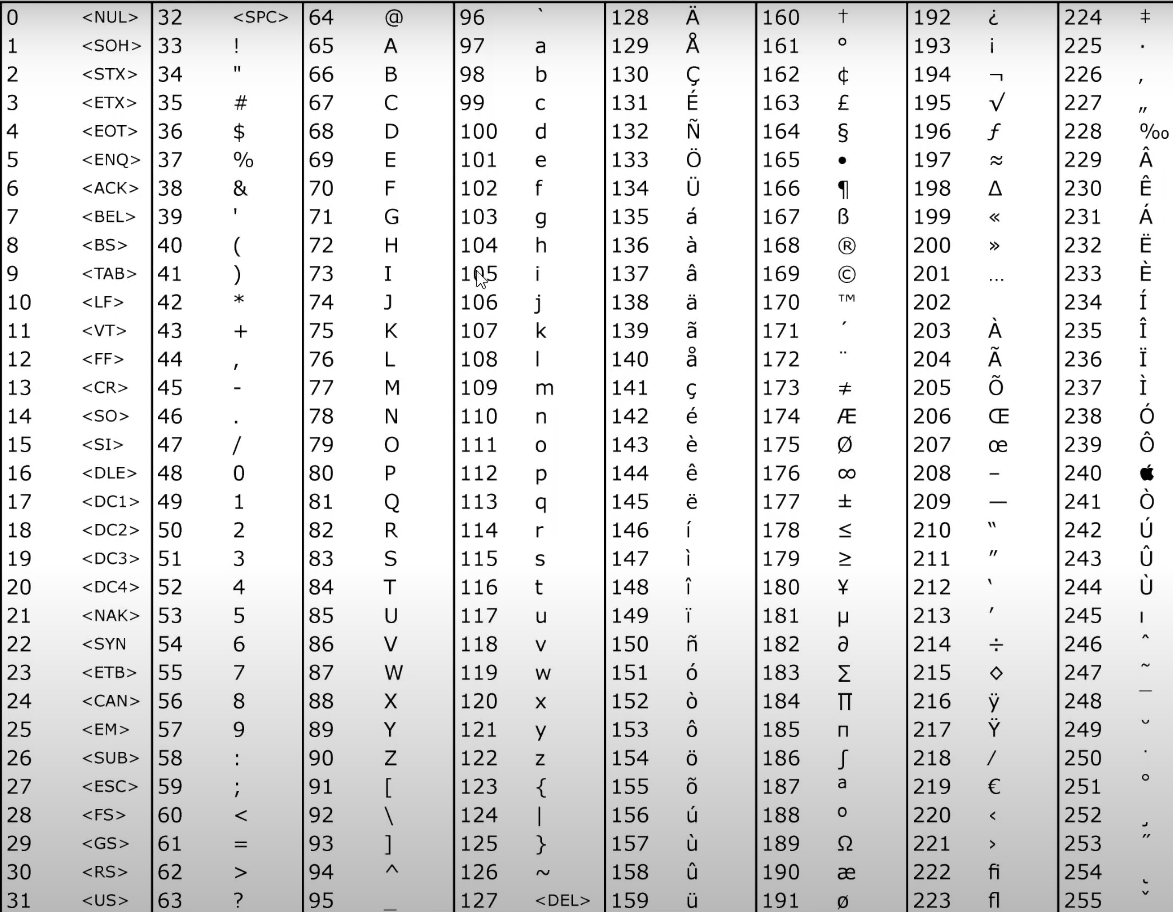 0 <NUL> 32 <SPC> 64 @ 96 ` 128 Ä 160 † 192 ¿ 224 ‡
1 <SOH> 33 ! 65 A 97 a 129 Å 161 ° 193 ¡ 225 ·
2 <STX> 34 " 66 B 98 b 130 Ç 162 ¢ 194 ¬ 226 ‚
3 <ETX> 35 # 67 C 99 c 131 É 163 £ 195 √ 227 „
4 <EOT> 36 $ 68 D 100 d 132 Ñ 164 § 196 ƒ 228 ‰
5 <ENQ> 37 % 69 E 101 e 133 Ö 165 • 197 ≈ 229 Â
6 <ACK> 38 & 70 F 102 f 134 Ü 166 ¶ 198 ∆ 230 Ê
7 <BEL> 39 ' 71 G 103 g 135 á 167 ß 199 « 231 Á
8 <BS> 40 ( 72 H 104 h 136 à 168 ® 200 » 232 Ë
9 <TAB> 41 ) 73 I 105 i 137 â 169 © 201 … 233 È
10 <LF> 42 * 74 J 106 j 138 ä 170 ™ 202 234 Í
11 <VT> 43 + 75 K 107 k 139 ã 171 ´ 203 À 235 Î
12 <FF> 44 , 76 L 108 l 140 å 172 ¨ 204 Ã 236 Ï
13 <CR> 45 - 77 M 109 m 141 ç 173 ≠ 205 Õ 237 Ì
14 <SO> 46 . 78 N 110 n 142 é 174 Æ 206 Œ 238 Ó
15 <SI> 47 / 79 O 111 o 143 è 175 Ø 207 œ 239 Ô
16 <DLE> 48 0 80 P 112 p 144 ê 176 ∞ 208 – 240 
17 <DC1> 49 1 81 Q 113 q 145 ë 177 ± 209 — 241 Ò
18 <DC2> 50 2 82 R 114 r 146 í 178 ≤ 210 “ 242 Ú
19 <DC3> 51 3 83 S 115 s 147 ì 179 ≥ 211 ” 243 Û
20 <DC4> 52 4 84 T 116 t 148 î 180 ¥ 212 ‘ 244 Ù
21 <NAK> 53 5 85 U 117 u 149 ï 181 µ 213 ’ 245 ı
22 <SYN 54 6 86 V 118 v 150 ñ 182 ∂ 214 ÷ 246 ˆ
23 <ETB> 55 7 87 W 119 w 151 ó 183 ∑ 215 ◊ 247 ˜
24 <CAN> 56 8 88 X 120 x 152 ò 184 ∏ 216 ÿ 248 ¯
25 <EM> 57 9 89 Y 121 y 153 ô 185 π 217 Ÿ 249 ˘
26 <SUB> 58 : 90 Z 122 z 154 ö 186 ∫ 218 ⁄ 250 ˙
27 <ESC> 59 ; 91 [ 123 { 155 õ 187 ª 219 € 251 ˚
28 <FS> 60 < 92 \ 124 | 156 ú 188 º 220 ‹ 252 ¸
29 <GS> 61 = 93 ] 125 } 157 ù 189 Ω 221 › 253 ˝
30 <RS> 62 > 94 ^ 126 ~ 158 û 190 æ 222 ﬁ 254 ˛
31 <US> 63 ? 95 _ 127 <DEL> 159 ü 191 ø 223 ﬂ 255 ˇ